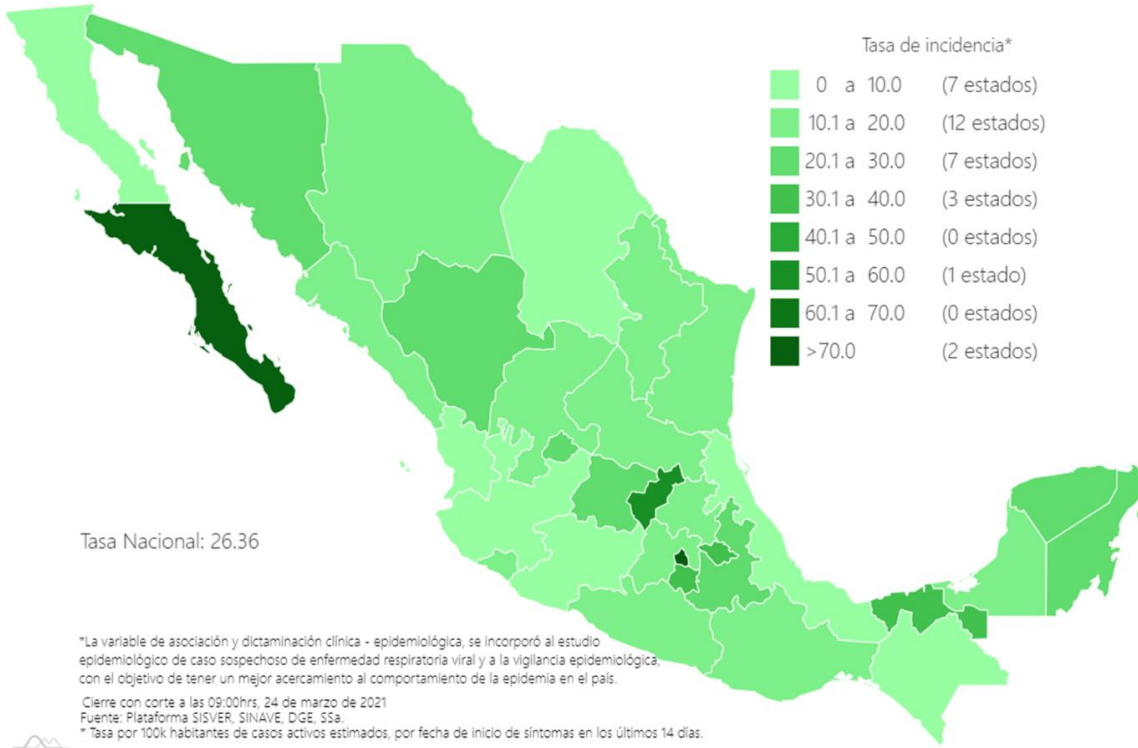 Tasa de incidencia*
0 a 10.0 (7 estados)
10.1 a 20.0 (12 estados)
20.1 a 30.0 (7 estados)
30.1 a 40.0 (3 estados)
40.1 a 50.0 (0 estados)
50.1 a 60.0 (1 estado)
60.1 a 70.0 (0 estados)
>70.0 (2 estados)
Tasa Nacional: 26.36
*La variable de asociación y dictaminación clínica - epidemiológica, se incorporó al estudio
epidemiológico de caso sospechoso de enfermedad respiratoria viral y a la vigilancia epidemiológica,
con el objetivo de tener un mejor acercamiento al comportamiento de la epidemia en el país.
Cierre con corte a las 09:00hrs, 24 de marzo de 2021
Fuente: Plataforma SISVER, SINAVE, DGE, SSa.
* Tasa por 100k habitantes de casos activos estimados, por fecha de inicio de síntomas en los últimos 14 días.